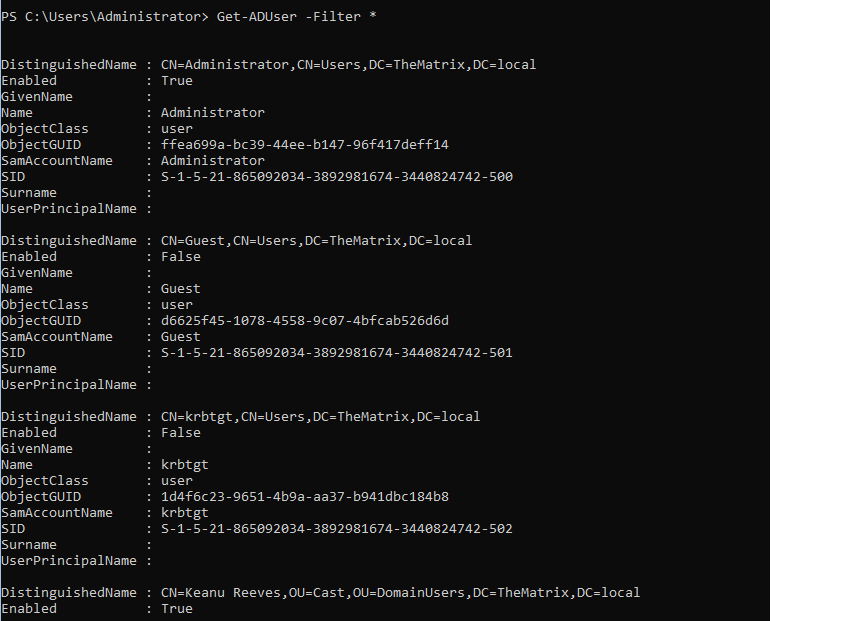 PS C:\Users\Administrator> Get-ADUser -Filter *
DistinguishedName : CN=Administrator,CN=Users,DC=TheMatrix,DC=local
Enabled           : True
GivenName         :
Name              : Administrator
ObjectClass       : user
ObjectGUID        : ffea699a-bc39-44ee-b147-96f417deff14
SamAccountName    : Administrator
SID               : S-1-5-21-865092034-3892981674-3440824742-500
Surname           :
UserPrincipalName :
DistinguishedName : CN=Guest,CN=Users,DC=TheMatrix,DC=local
Enabled           : False
GivenName         :
Name              : Guest
ObjectClass       : user
ObjectGUID        : d6625f45-1078-4558-9c07-4bfcab526d6d
SamAccountName    : Guest
SID               : S-1-5-21-865092034-3892981674-3440824742-501
Surname           :
UserPrincipalName :
DistinguishedName : CN=krbtgt,CN=Users,DC=TheMatrix,DC=local
Enabled           : False
GivenName         :
Name              : krbtgt
ObjectClass       : user
ObjectGUID        : 1d4f6c23-9651-4b9a-aa37-b941dbc184b8
SamAccountName    : krbtgt
SID               : S-1-5-21-865092034-3892981674-3440824742-502
Surname           :
UserPrincipalName :
DistinguishedName : CN=Keanu Reeves,OU=Cast,OU=DomainUsers,DC=TheMatrix,DC=local
Enabled           : True